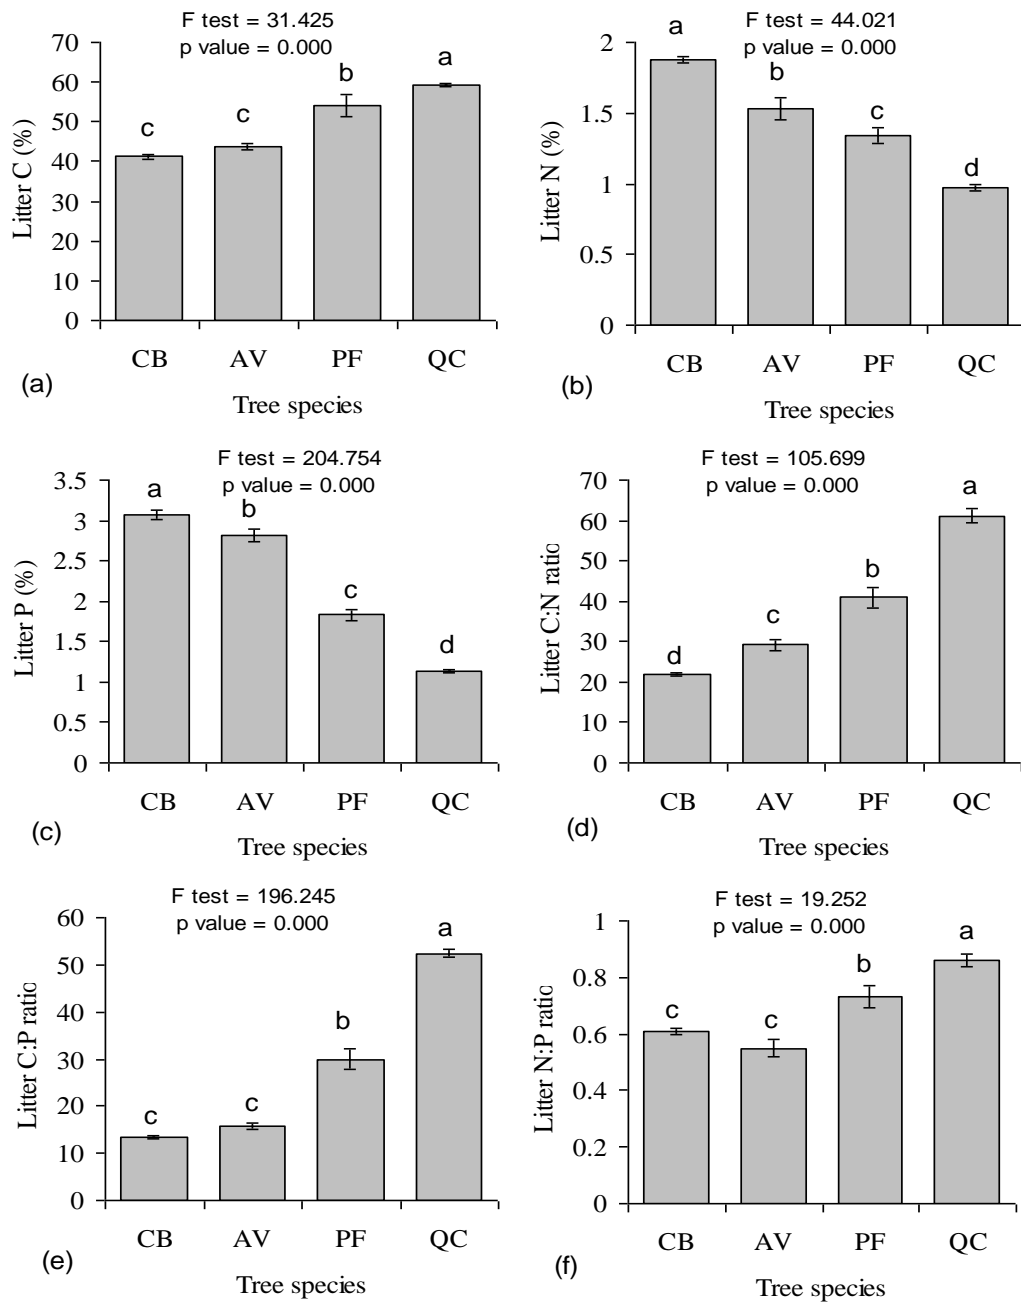 F test = 31.425
p value = 0.000
70
60
50
40
30
20
10
0
Litter C (%)
c
c
b
a
CB AV PF QC
(a)
Tree species
F test = 44.021
p value = 0.000
2
1.5
1
0.5
0
Litter N (%)
a
b
c
d
CB AV PF QC
(b)
Tree species
F test = 204.754
p value = 0.000
3.5
3
2.5
2
1.5
1
0.5
0
Litter P (%)
a
b
c
d
CB AV PF QC
(c)
Tree species
F test = 105.699
p value = 0.000
70
60
50
40
30
20
10
0
Litter C:N ratio
d
c
b
a
CB AV PF QC
(d)
Tree species
F test = 196.245
p value = 0.000
60
50
40
30
20
10
0
Litter C:P ratio
c
c
b
a
CB AV PF QC
(e)
Tree species
F test = 19.252
p value = 0.000
1
0.8
0.6
0.4
0.2
0
Litter N:P ratio
c
c
b
a
CB AV PF QC
(f)
Tree species